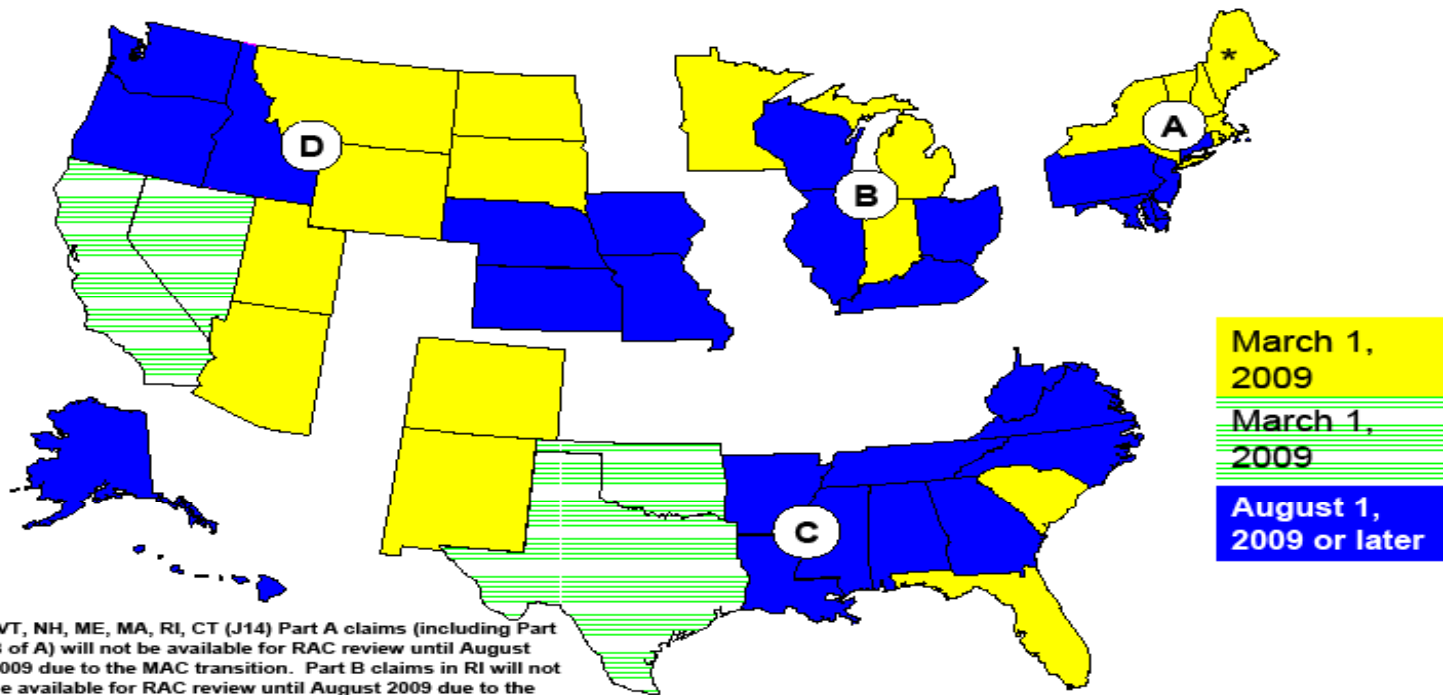 *
A
D
B
March 1,
2009
March 1,
2009
August 1,
2009 or later
C
VT, NH, ME, MA, RI, CT (J14) Part A claims (including Part
B of A) will not be available for RAC review until August
2009 due to the MAC transition. Part B claims in RI will not
be available for RAC review until August 2009 due to the